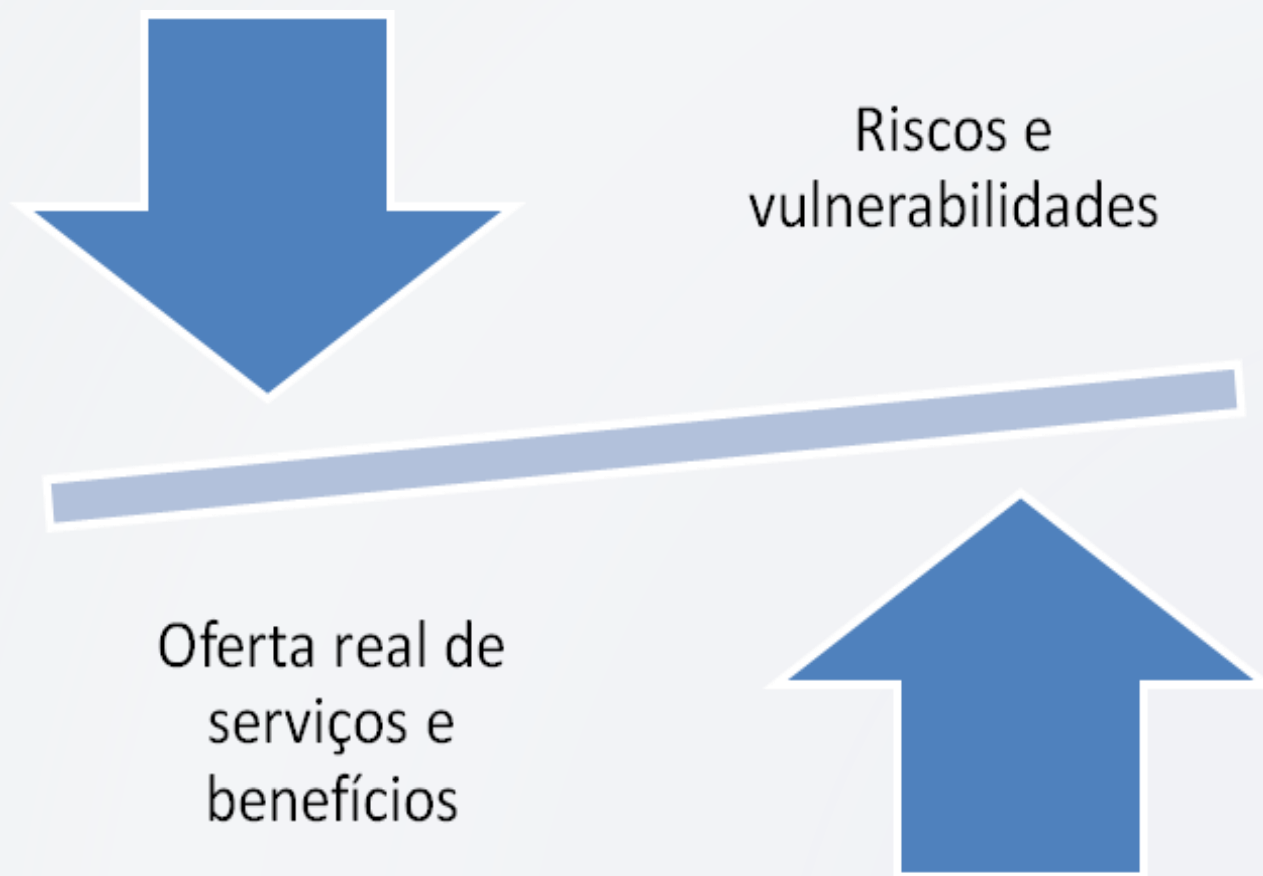 Riscos e
vulnerabilidades
Oferta real de
serviços e
benefícios